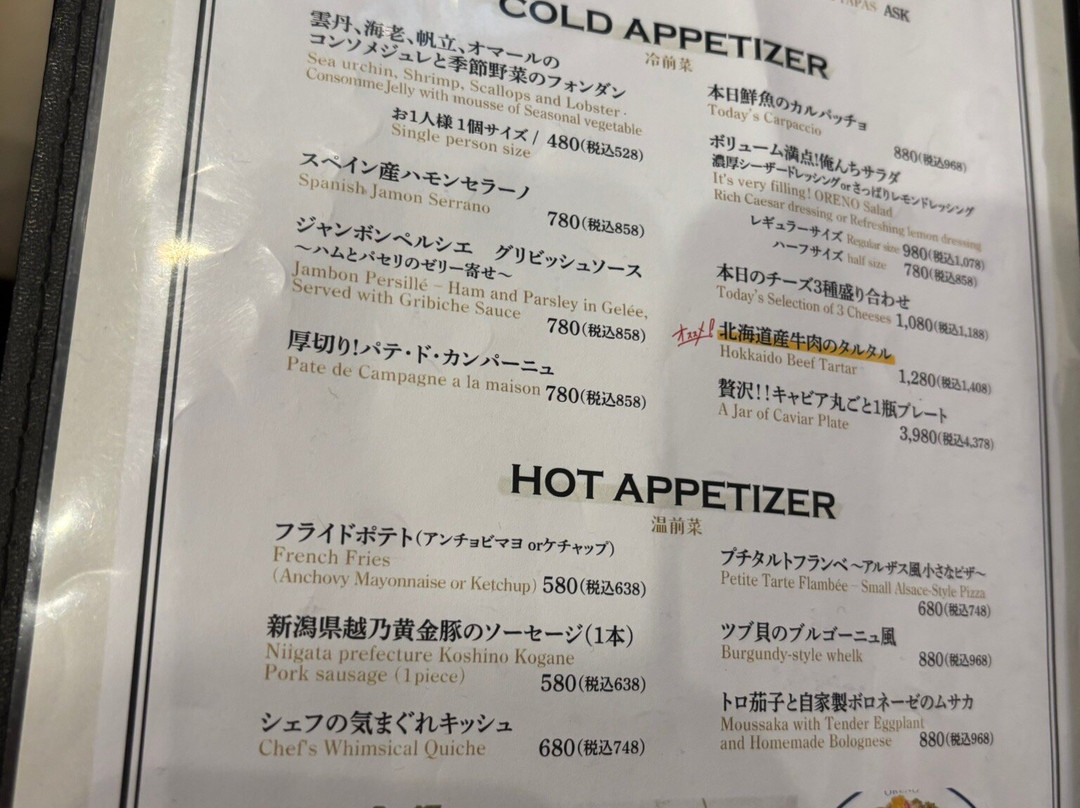 TAPAS ASK
COLD APPETIZER
冷前菜
雲丹、海老、帆立、オマールの
コンソメジュレと季節野菜のフォンダン
Sea urchin, Shrimp, Scallops and Lobster ·
Consomme Jelly with mousse of Seasonal vegetable
お1人様1個サイズ / 480(税込528)
Single person size
スペイン産ハモンセラーノ
Spanish Jamon Serrano
780(税込858)
ジャンボンペルシエ グリビッシュソース
～ハムとパセリのゼリー寄せ～
Jambon Persillé – Ham and Parsley in Gelée,
Served with Gribiche Sauce
780(税込858)
厚切り!パテ・ド・カンパーニュ
Pate de Campagne a la maison 780(税込858)
本日鮮魚のカルパッチョ
Today's Carpaccio
880(税込968)
ボリューム満点!俺んちサラダ
濃厚シーザードレッシングorさっぱりレモンドレッシング
It's very filling! ORENO Salad
Rich Caesar dressing or Refreshing lemon dressing
レギュラーサイズ Regular size 980(税込1,078)
ハーフサイズ half size 780(税込858)
本日のチーズ3種盛り合わせ
Today's Selection of 3 Cheeses 1,080(税込1,188)
オススメ!
北海道産牛肉のタルタル
Hokkaido Beef Tartar
1,280(税込1,408)
贅沢!!キャビア丸ごと1瓶プレート
A Jar of Caviar Plate
3,980(税込4,378)
HOT APPETIZER
温前菜
フライドポテト(アンチョビマヨ orケチャップ)
French Fries
(Anchovy Mayonnaise or Ketchup) 580(税込638)
新潟県越乃黄金豚のソーセージ(1本)
Niigata prefecture Koshino Kogane
Pork sausage (1piece)
580(税込638)
シェフの気まぐれキッシュ
Chef's Whimsical Quiche 680(税込748)
プチタルトフランベ ～アルザス風小さなピザ～
Petite Tarte Flambée – Small Alsace-Style Pizza
680(税込748)
ツブ貝のブルゴーニュ風
Burgundy-style whelk
880(税込968)
トロ茄子と自家製ボロネーゼのムサカ
Moussaka with Tender Eggplant
and Homemade Bolognese 880(税込968)